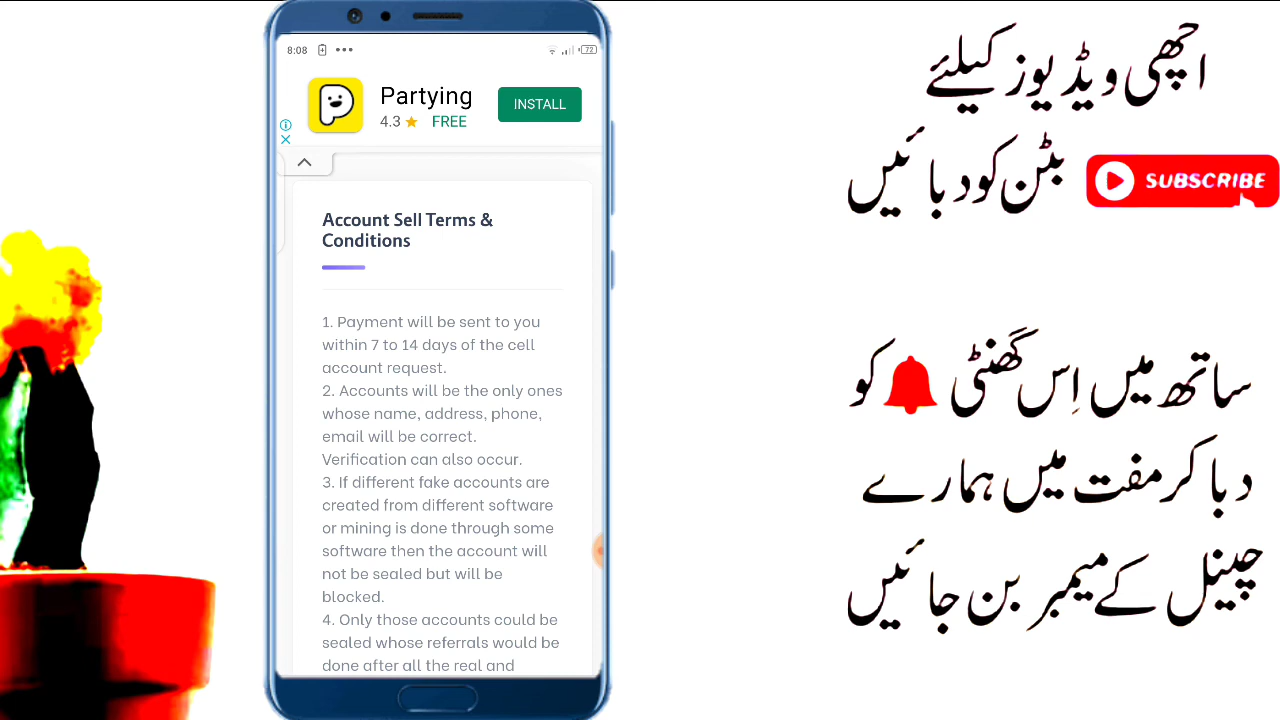 8:08
72
Partying
4.3 ★ FREE
INSTALL
Account Sell Terms &
Conditions
1. Payment will be sent to you
within 7 to 14 days of the cell
account request.
2. Accounts will be the only ones
whose name, address, phone,
email will be correct.
Verification can also occur.
3. If different fake accounts are
created from different software
or mining is done through some
software then the account will
not be sealed but will be
blocked.
4. Only those accounts could be
sealed whose referrals would be
done after all the real and
اچھی ویڈیوز کیلئے
SUBSCRIBE بٹن کو دبائیں
ساتھ میں اِس گھنٹی کو
دبا کر مفت میں ہمارے
چینل کے میمبر بن جائیں